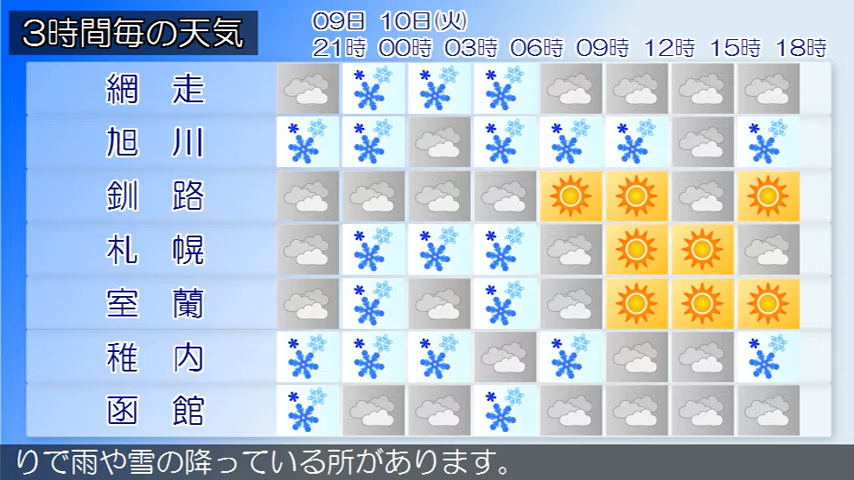 3時間毎の天気
09日 10日(火)
21時 00時 03時 06時 09時 12時 15時 18時
網 走
旭 川
釧 路
札 幌
室 蘭
稚 内
函 館
りで雨や雪の降っている所があります。